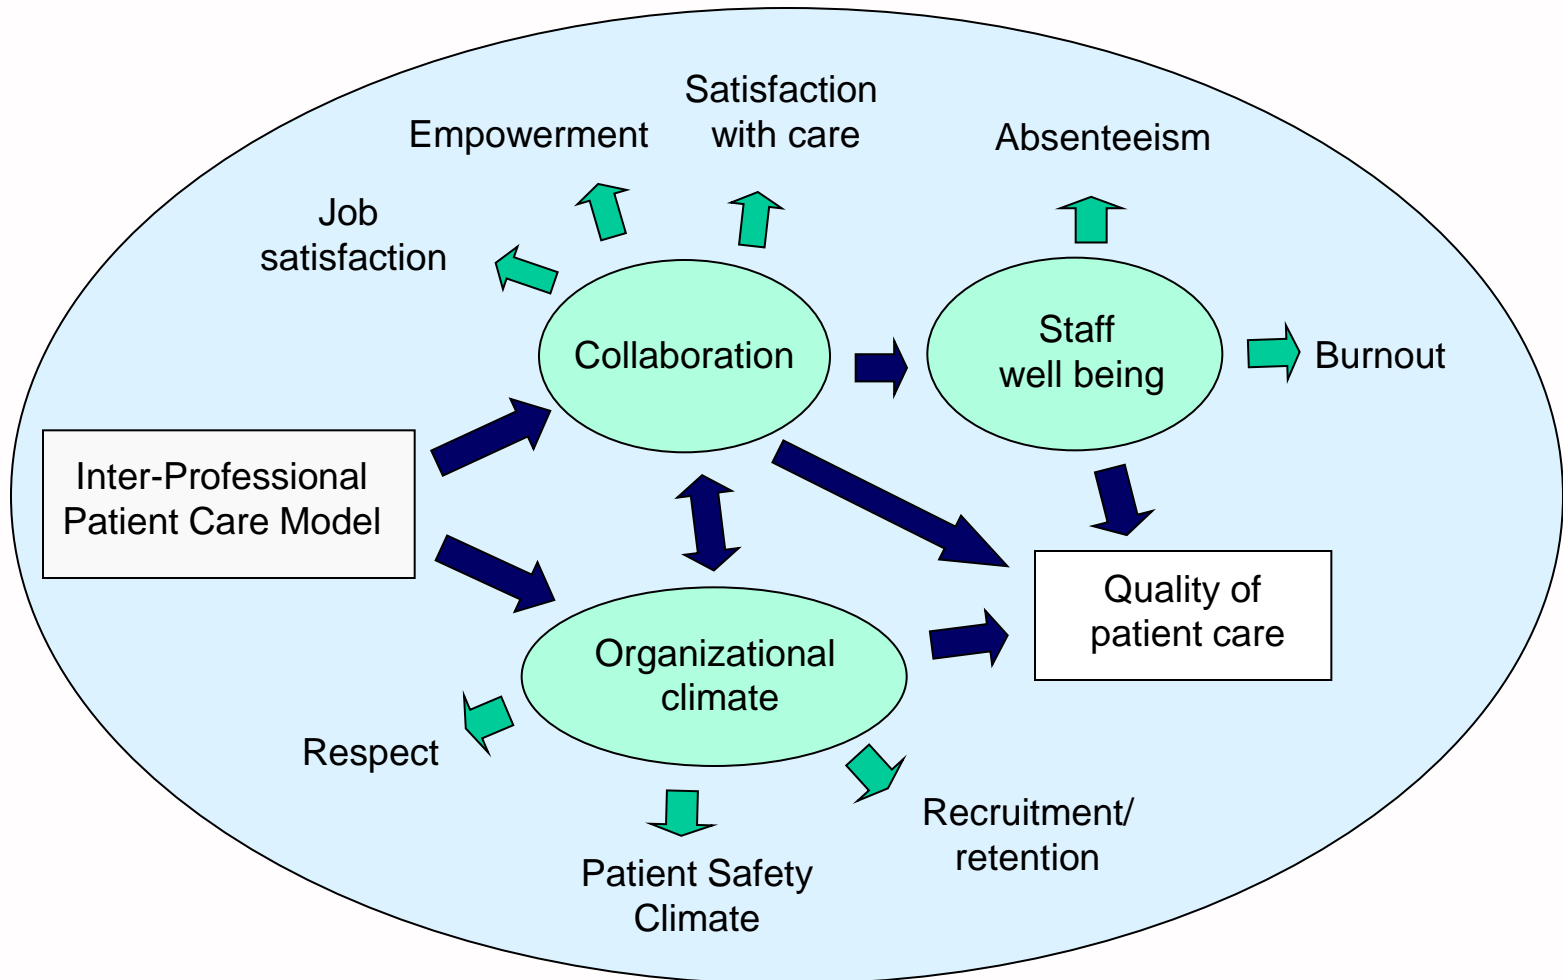 Satisfaction
with care
Empowerment
Absenteeism
Job
satisfaction
Collaboration
Staff
well being
Burnout
Inter-Professional
Patient Care Model
Quality of
patient care
Organizational
climate
Respect
Recruitment/
retention
Patient Safety
Climate